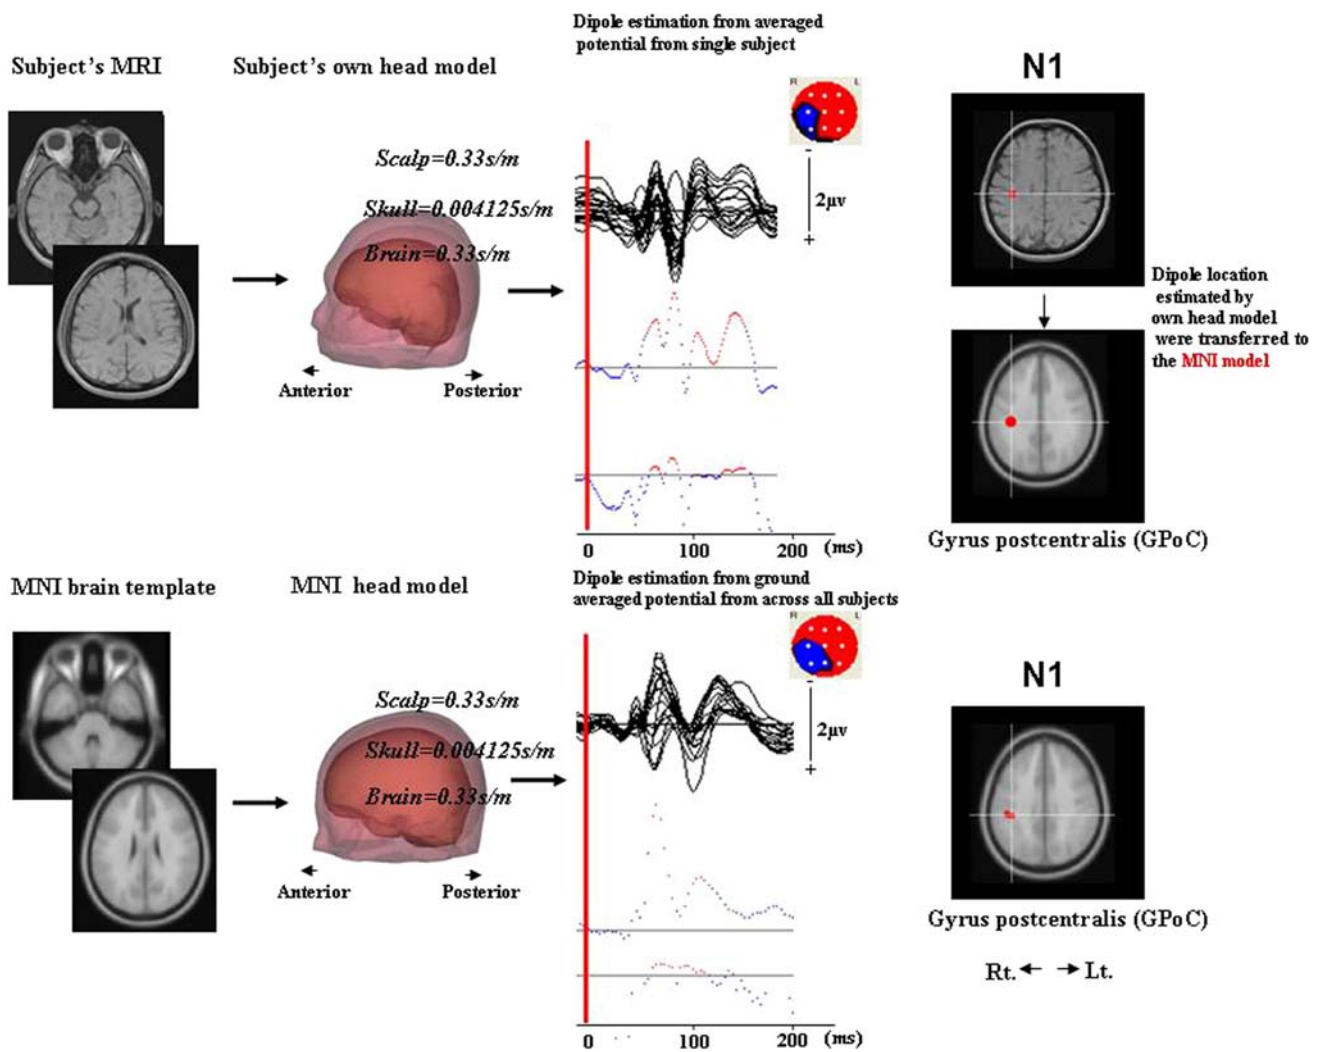 Dipole estimation from averaged
potential from single subject
Subject's MRI
Subject's own head model
N1
R L
Scalp=0.33s/m
Skull=0.004125s/m
Brain=0.33s/m
-
2μv
+
Anterior
Posterior
Dipole location
estimated by
own head model
were transferred to
the MNI model
0 100 200 (ms)
Gyrus postcentralis (GPoC)
MNI brain template
MNI head model
Dipole estimation from ground
averaged potential from across all subjects
R L
N1
Scalp=0.33s/m
Skull=0.004125s/m
Brain=0.33s/m
-
2μv
+
Anterior
Posterior
Gyrus postcentralis (GPoC)
Rt. Lt.
0 100 200 (ms)